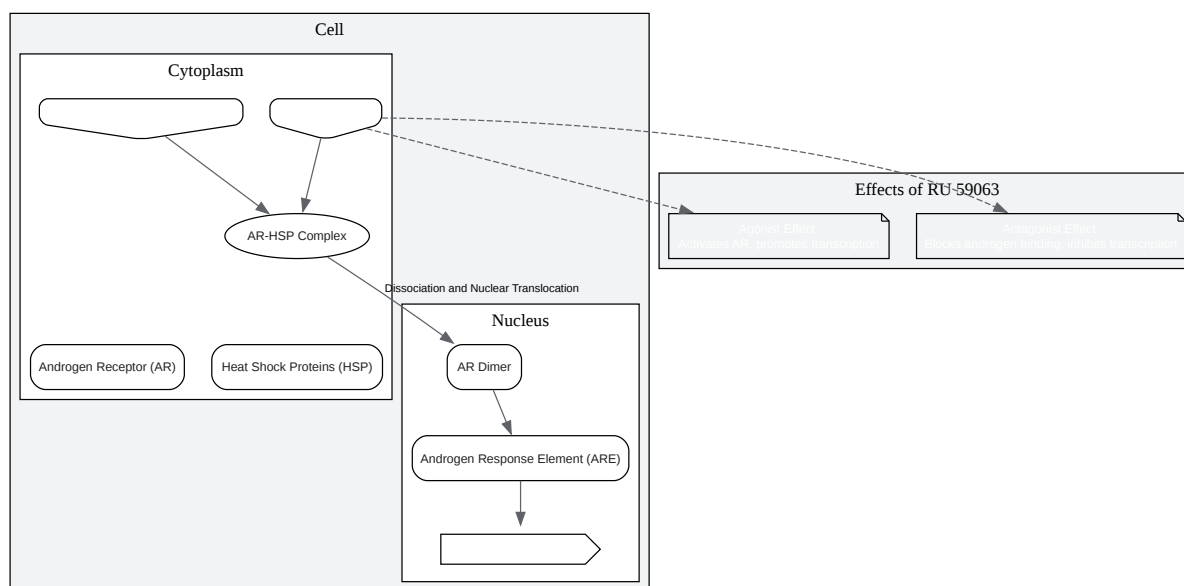 Cell
Cytoplasm
AR-HSP Complex
Dissociation and Nuclear Translocation
Androgen Receptor (AR)
Heat Shock Proteins (HSP)
Nucleus
AR Dimer
Androgen Response Element (ARE)
Effects of RU 59063
Agonist Effect
Activates AR, promotes transcription
Antagonist Effect
Blocks androgen binding, inhibits transcription